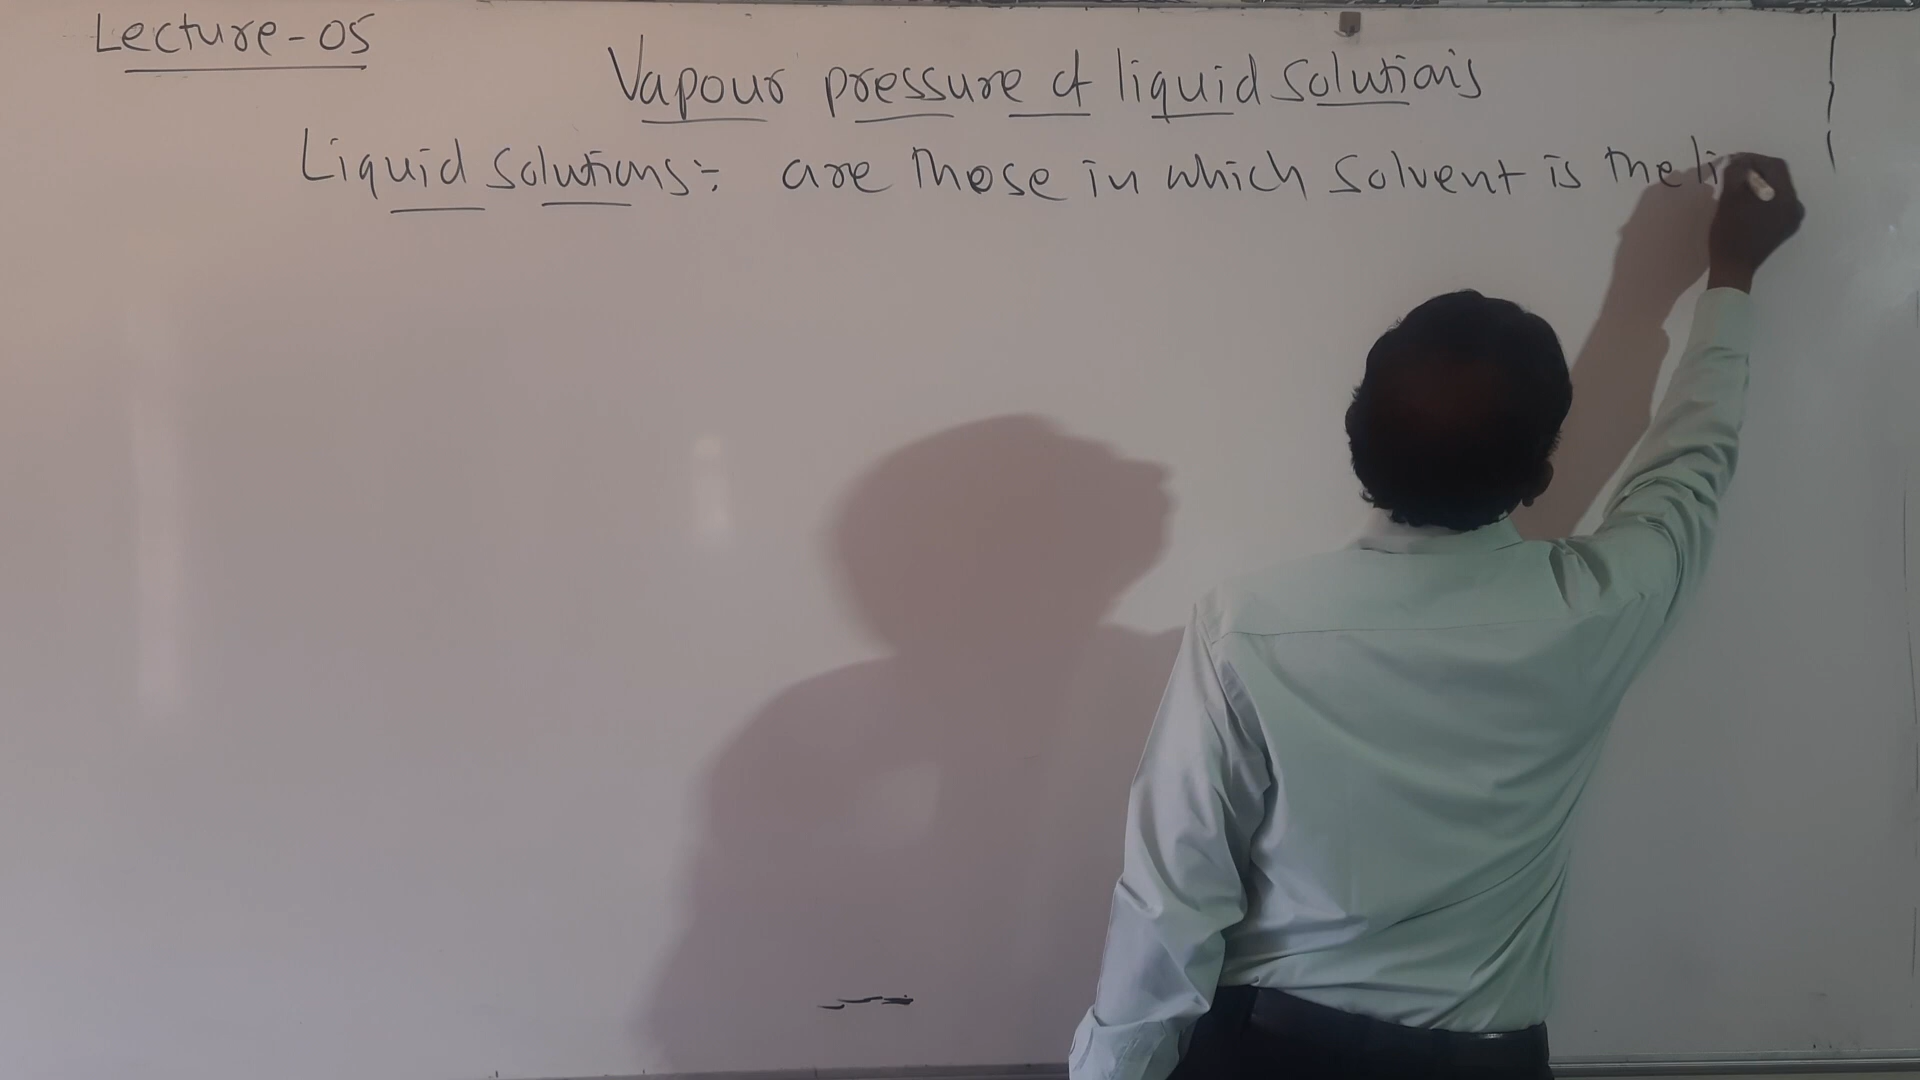 Lecture-05
Vapour pressure of liquid solutions
Liquid solutions:- are those in which solvent is the li